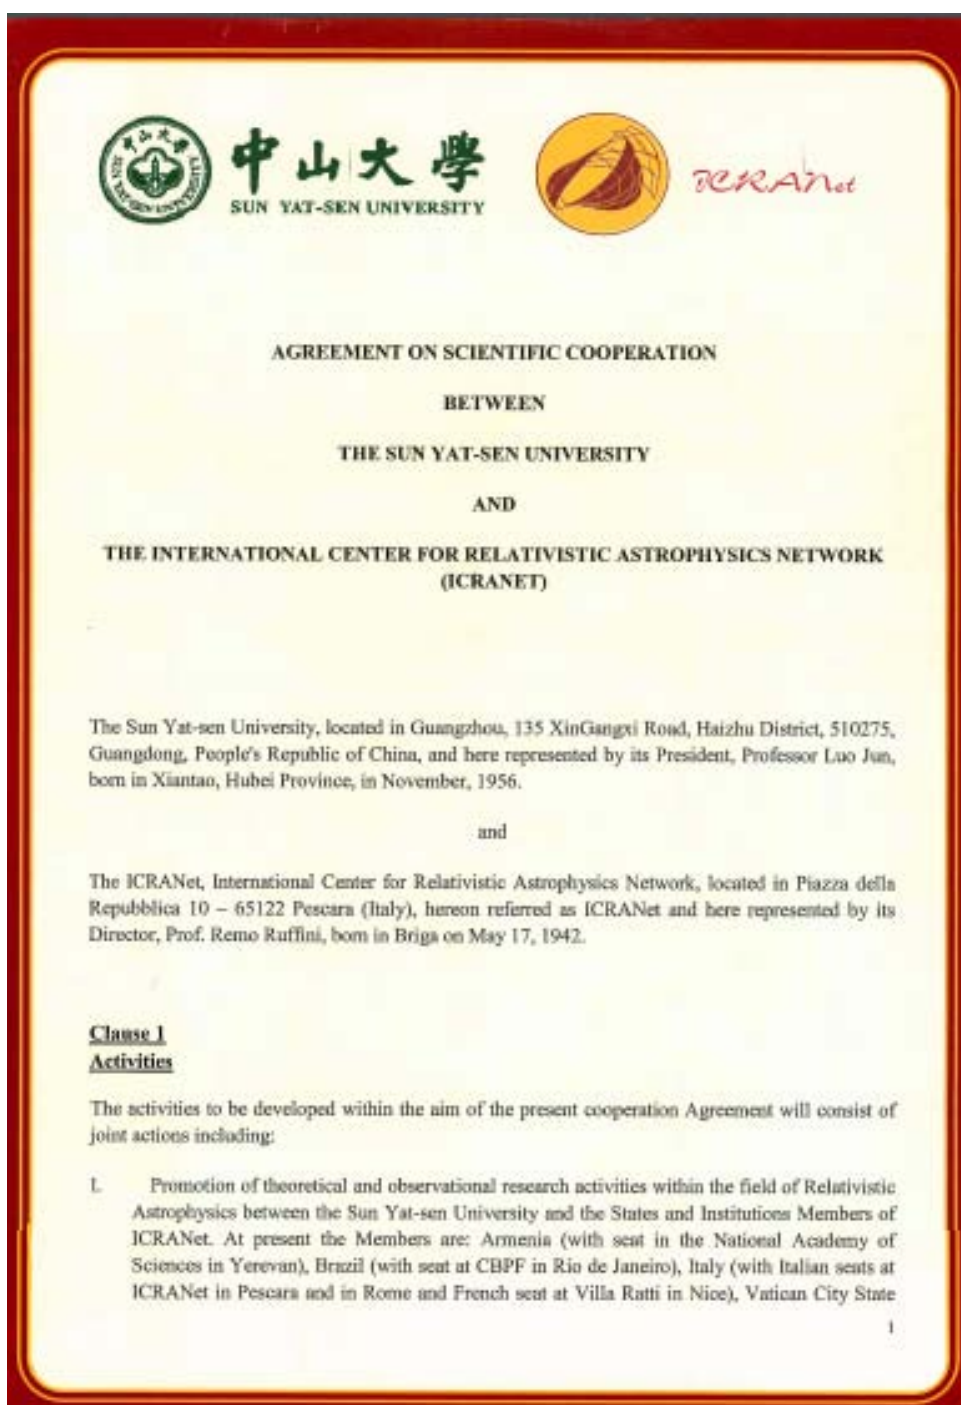 中山大學
SUN YAT-SEN UNIVERSITY
SUN YAT-SEN UNIVERSITY
ICRANet
AGREEMENT ON SCIENTIFIC COOPERATION
BETWEEN
THE SUN YAT-SEN UNIVERSITY
AND
THE INTERNATIONAL CENTER FOR RELATIVISTIC ASTROPHYSICS NETWORK
(ICRANET)
The Sun Yat-sen University, located in Guangzhou, 135 XinGangxi Road, Haizhu District, 510275,
Guangdong, People's Republic of China, and here represented by its President, Professor Luo Jun,
born in Xiantao, Hubei Province, in November, 1956.
and
The ICRANet, International Center for Relativistic Astrophysics Network, located in Piazza della
Repubblica 10 – 65122 Pescara (Italy), hereon referred as ICRANet and here represented by its
Director, Prof. Remo Ruffini, born in Briga on May 17, 1942.
Clause 1
Activities
The activities to be developed within the aim of the present cooperation Agreement will consist of
joint actions including:
I. Promotion of theoretical and observational research activities within the field of Relativistic
Astrophysics between the Sun Yat-sen University and the States and Institutions Members of
ICRANet. At present the Members are: Armenia (with seat in the National Academy of
Sciences in Yerevan), Brazil (with seat at CBPF in Rio de Janeiro), Italy (with Italian seats at
ICRANet in Pescara and in Rome and French seat at Villa Ratti in Nice), Vatican City State
1